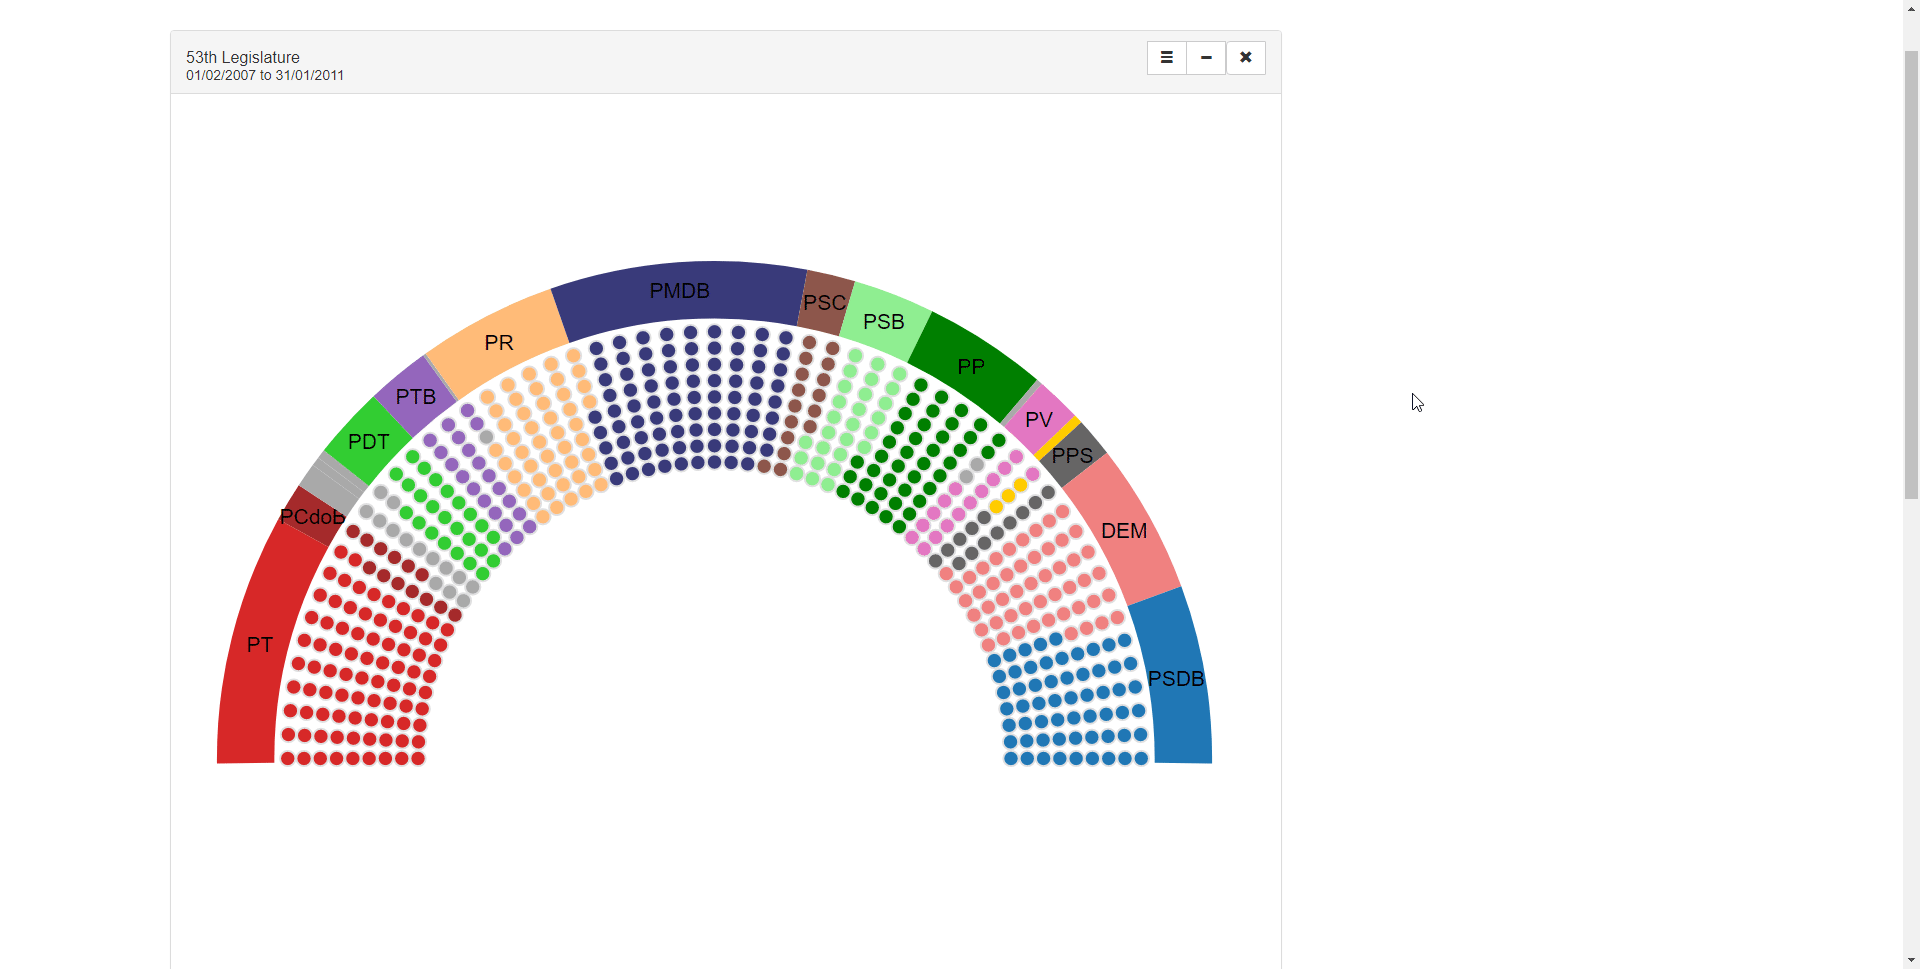 53th Legislature
01/02/2007 to 31/01/2011
PMDB
PSC
PSB
PR
PP
PTB
PV
PDT
PPS
PCdoB
DEM
PT
PSDB